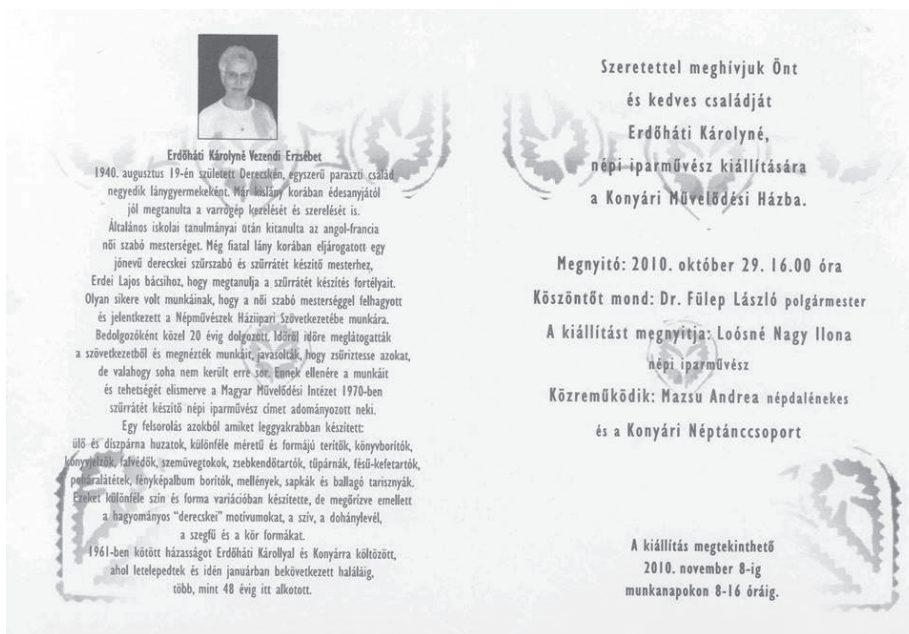 Erdőháti Károlyné Vezendi Erzsébet
1940. augusztus 19-én született Derecskén, egyszerű paraszti család
negyedik lánygyermekeként. Már kislány korában édesanyjától
jól megtanulta a varrógép kezelését és szerelését is.
Általános iskolai tanulmányai után kitanulta az angol-francia
női szabó mesterséget. Még fiatal lány korában eljárogatott egy
jónevű derecskei szűrszabó és szűrrátét készítő mesterhez,
Erdei Lajos bácsihoz, hogy megtanulja a szűrrátét készítés fortélyait.
Olyan sikere volt munkáinak, hogy a női szabó mesterséggel felhagyott
és jelentkezett a Népművészek Háziipari Szövetkezetébe munkára.
Bedolgozóként közel 20 évig dolgozott. Időről időre meglátogatták
a szövetkezetből és megnézték munkáit, javasolták, hogy zsűriztesse azokat,
de valahogy soha nem került erre sor. Ennek ellenére a munkáit
és tehetségét elismerve a Magyar Művelődési Intézet 1970-ben
szűrrátét készítő népi iparművész címet adományozott neki.
Egy felsorolás azokból amiket leggyakrabban készített:
ülő és díszpárna huzatok, különféle méretű és formájú terítők, könyvborítók,
könyvjelzők, falvédők, szemüvegtokok, zsebkendőtartók, tűpárnák, fésű-kefetartók,
poháralátétek, fényképalbum borítók, mellények, sapkák és ballagó tarisznyák.
Ezeket különféle szín és forma variációban készítette, de megőrizve emellett
a hagyományos "derecskei" motívumokat, a szív, a dohánylevél,
a szegfű és a kör formákat.
1961-ben kötött házasságot Erdőháti Károllyal és Konyárra költözött,
ahol letelepedtek és idén januárban bekövetkezett haláláig,
több, mint 48 évig itt alkotott.
Szeretettel meghívjuk Önt
és kedves családját
Erdőháti Károlyné,
népi iparművész kiállítására
a Konyári Művelődési Házba.
Megnyitó: 2010. október 29. 16.00 óra
Köszöntőt mond: Dr. Fülep László polgármester
A kiállítást megnyitja: Loósné Nagy Ilona
népi iparművész
Közreműködik: Mazsu Andrea népdalénekes
és a Konyári Néptánccsoport
A kiállítás megtekinthető
2010. november 8-ig
munkanapokon 8-16 óráig.